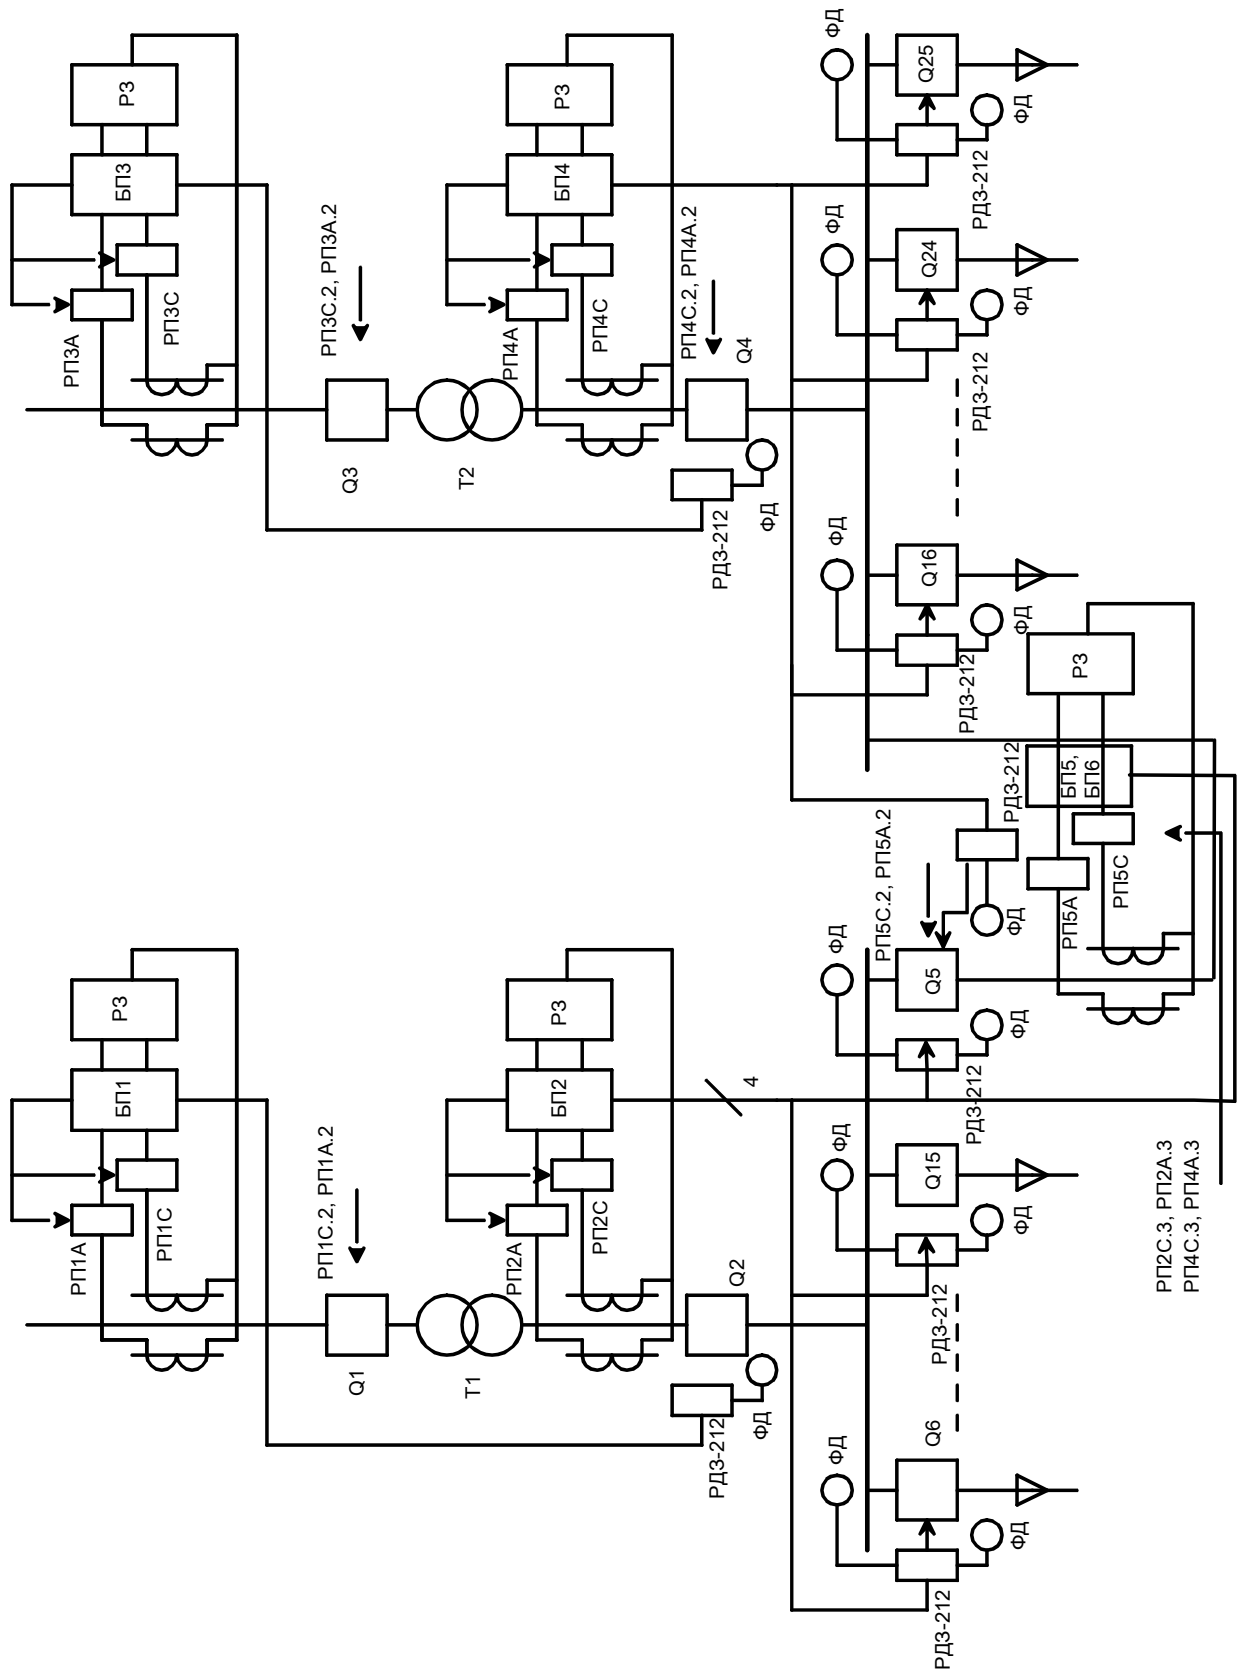 РП1А
РП3А
БП1
РЗ
БП3
РЗ
РП1С
РП3С
РП1С.2, РП1А.2
РП3С.2, РП3А.2
Q1
Q3
T1
T2
РП2А
РП4А
БП2
РЗ
БП4
РЗ
РП2С
РП4С
РП4С.2, РП4А.2
РДЗ-212
РДЗ-212
Q2
4
Q4
ФД
ФД
ФД
ФД
ФД
ФД
ФД
ФД
РП5С.2, РП5А.2
Q6
Q15
Q5
Q16
Q24
Q25
РДЗ-212
РДЗ-212
РДЗ-212
РДЗ-212
РДЗ-212
РДЗ-212
РДЗ-212
ФД
ФД
ФД
ФД
ФД
ФД
ФД
РП5А
БП5,
БП6
РЗ
РП5С
РП2С.3, РП2А.3
РП4С.3, РП4А.3